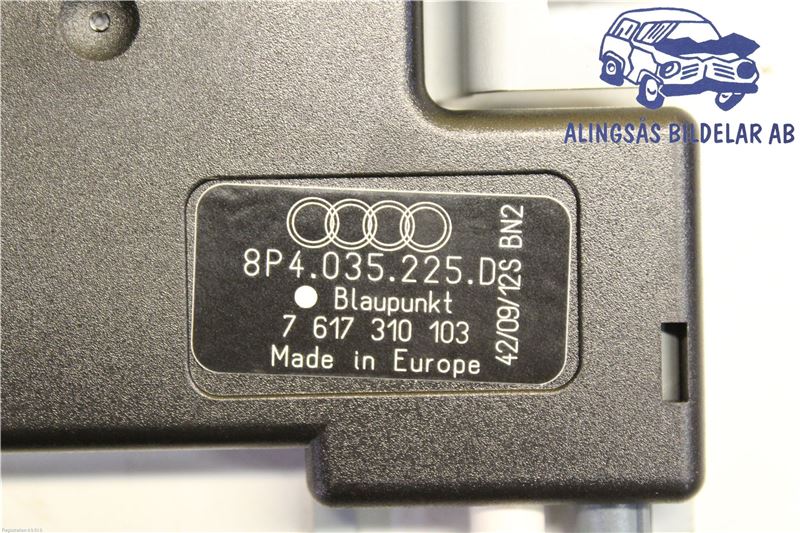 ALINGSÅS BILDELAR AB
8P4.035.225.D
Blaupunkt
7 617 310 103
Made in Europe
42/09/12S BN2